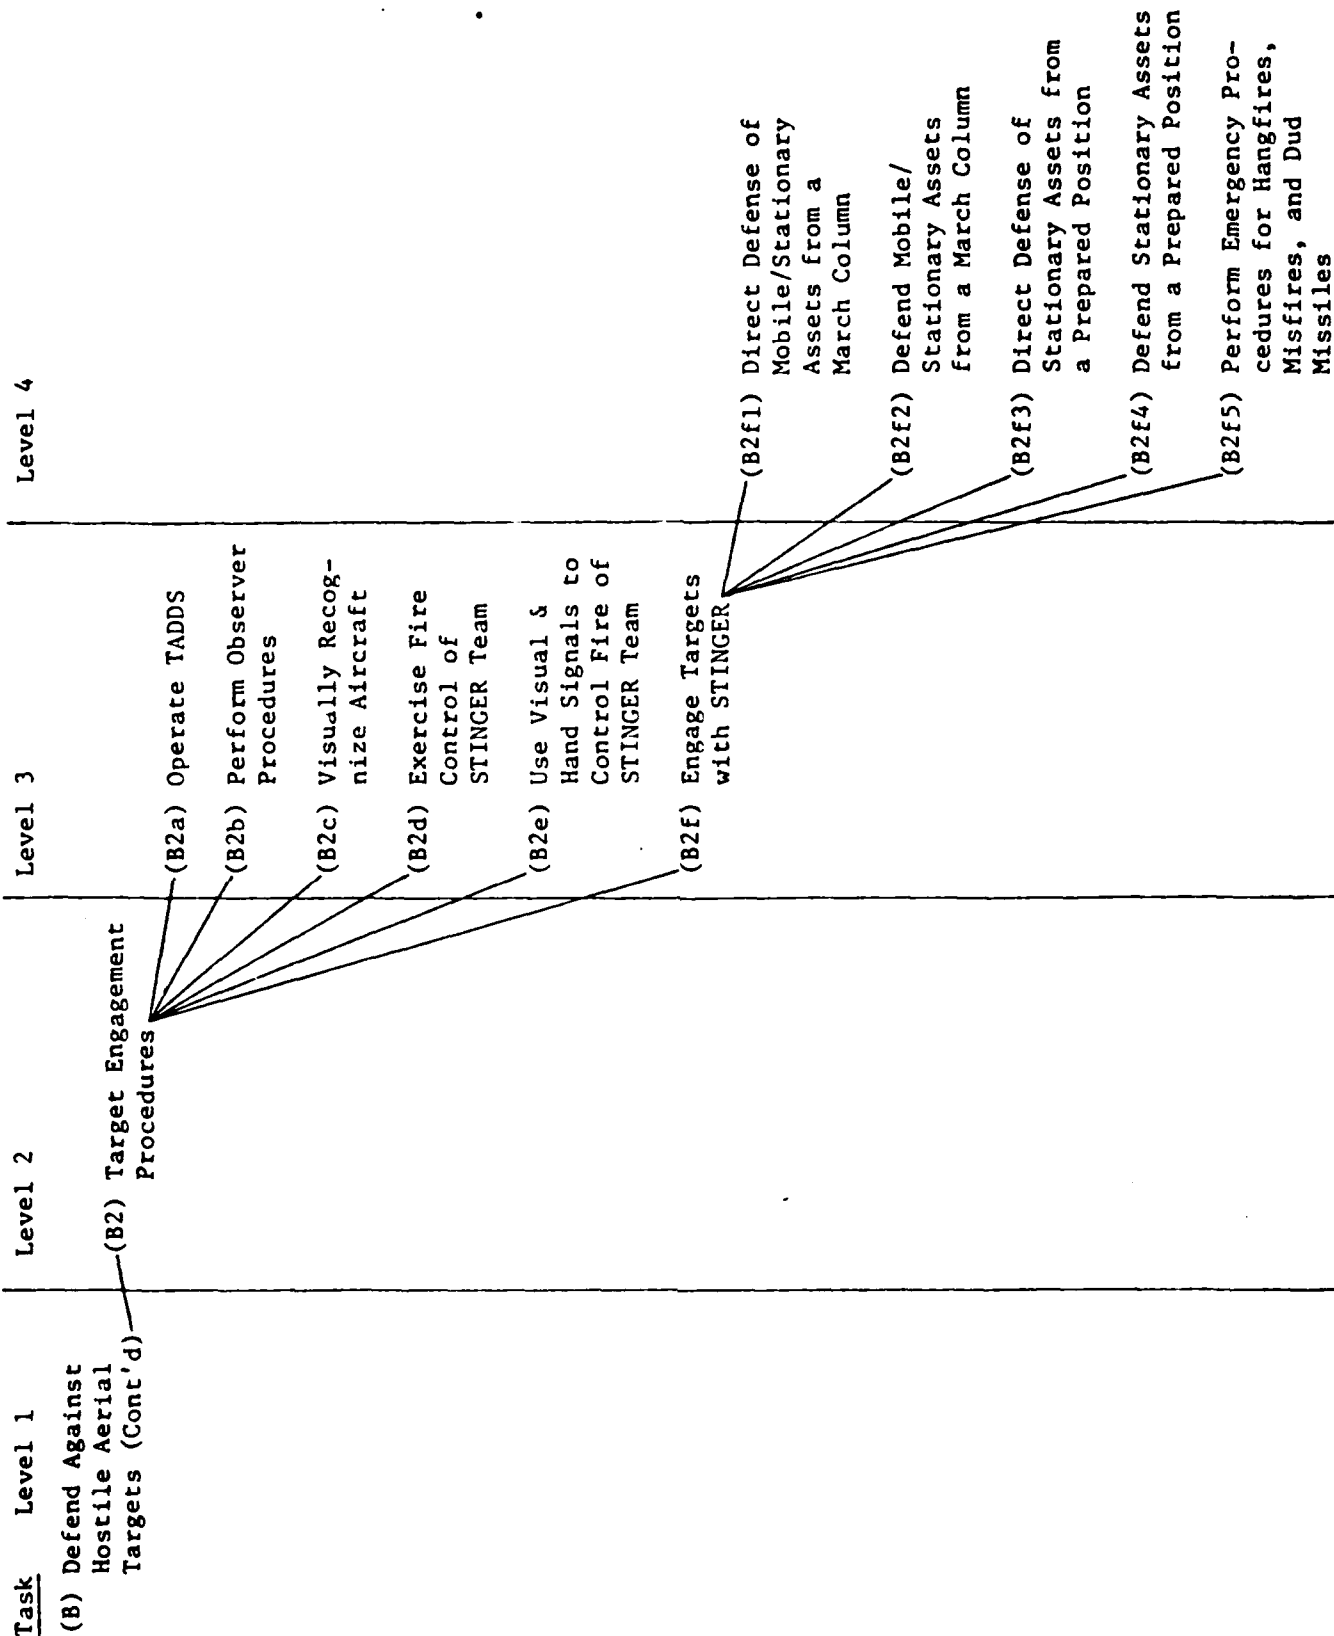 Task Level 1 Level 2 Level 3 Level 4
(B) Defend Against
Hostile Aerial
Targets (Cont'd)
(B2) Target Engagement
Procedures
(B2a) Operate TADDS
(B2b) Perform Observer
Procedures
(B2c) Visually Recog-
nize Aircraft
(B2d) Exercise Fire
Control of
STINGER Team
(B2e) Use Visual &
Hand Signals to
Control Fire of
STINGER Team
(B2f) Engage Targets
with STINGER
(B2f1) Direct Defense of
Mobile/Stationary
Assets from a
March Column
(B2f2) Defend Mobile/
Stationary Assets
from a March Column
(B2f3) Direct Defense of
Stationary Assets from
a Prepared Position
(B2f4) Defend Stationary Assets
from a Prepared Position
(B2f5) Perform Emergency Pro-
cedures for Hangfires,
Misfires, and Dud
Missiles